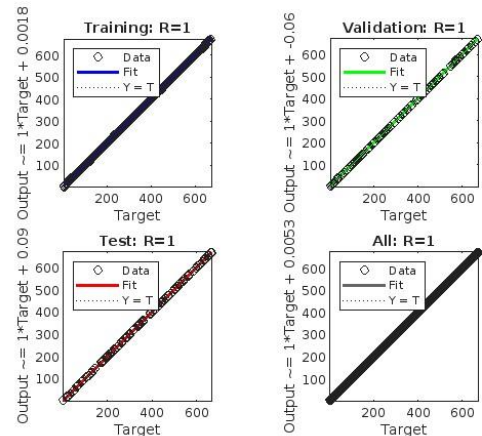 Training: R=1
Output ~= 1*Target + 0.0018
600
500
400
300
200
100
Data
Fit
Y = T
200
400
600
Target
Validation: R=1
Output ~= 1*Target + -0.06
600
500
400
300
200
100
Data
Fit
Y = T
200
400
600
Target
Test: R=1
Output ~= 1*Target + 0.09
600
500
400
300
200
100
Data
Fit
Y = T
200
400
600
Target
All: R=1
Output ~= 1*Target + 0.0053
600
500
400
300
200
100
Data
Fit
Y = T
200
400
600
Target